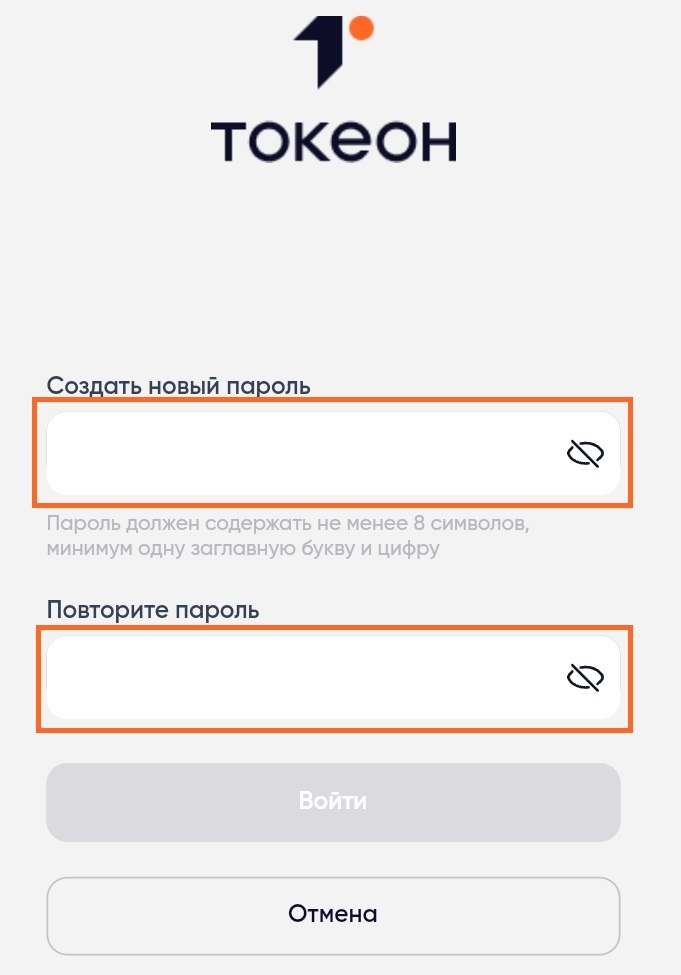 токеон
Создать новый пароль
Пароль должен содержать не менее 8 символов,
минимум одну заглавную букву и цифру
Повторите пароль
Войти
Отмена